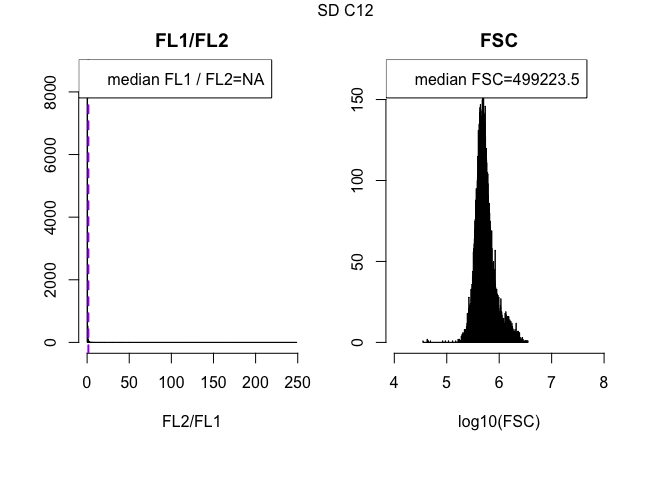 SD C12
FL1/FL2
median FL1 / FL2=NA
0
2000
4000
6000
8000
0
50
100
150
200
250
FL2/FL1
FSC
median FSC=499223.5
0
50
100
150
4
5
6
7
8
log10(FSC)